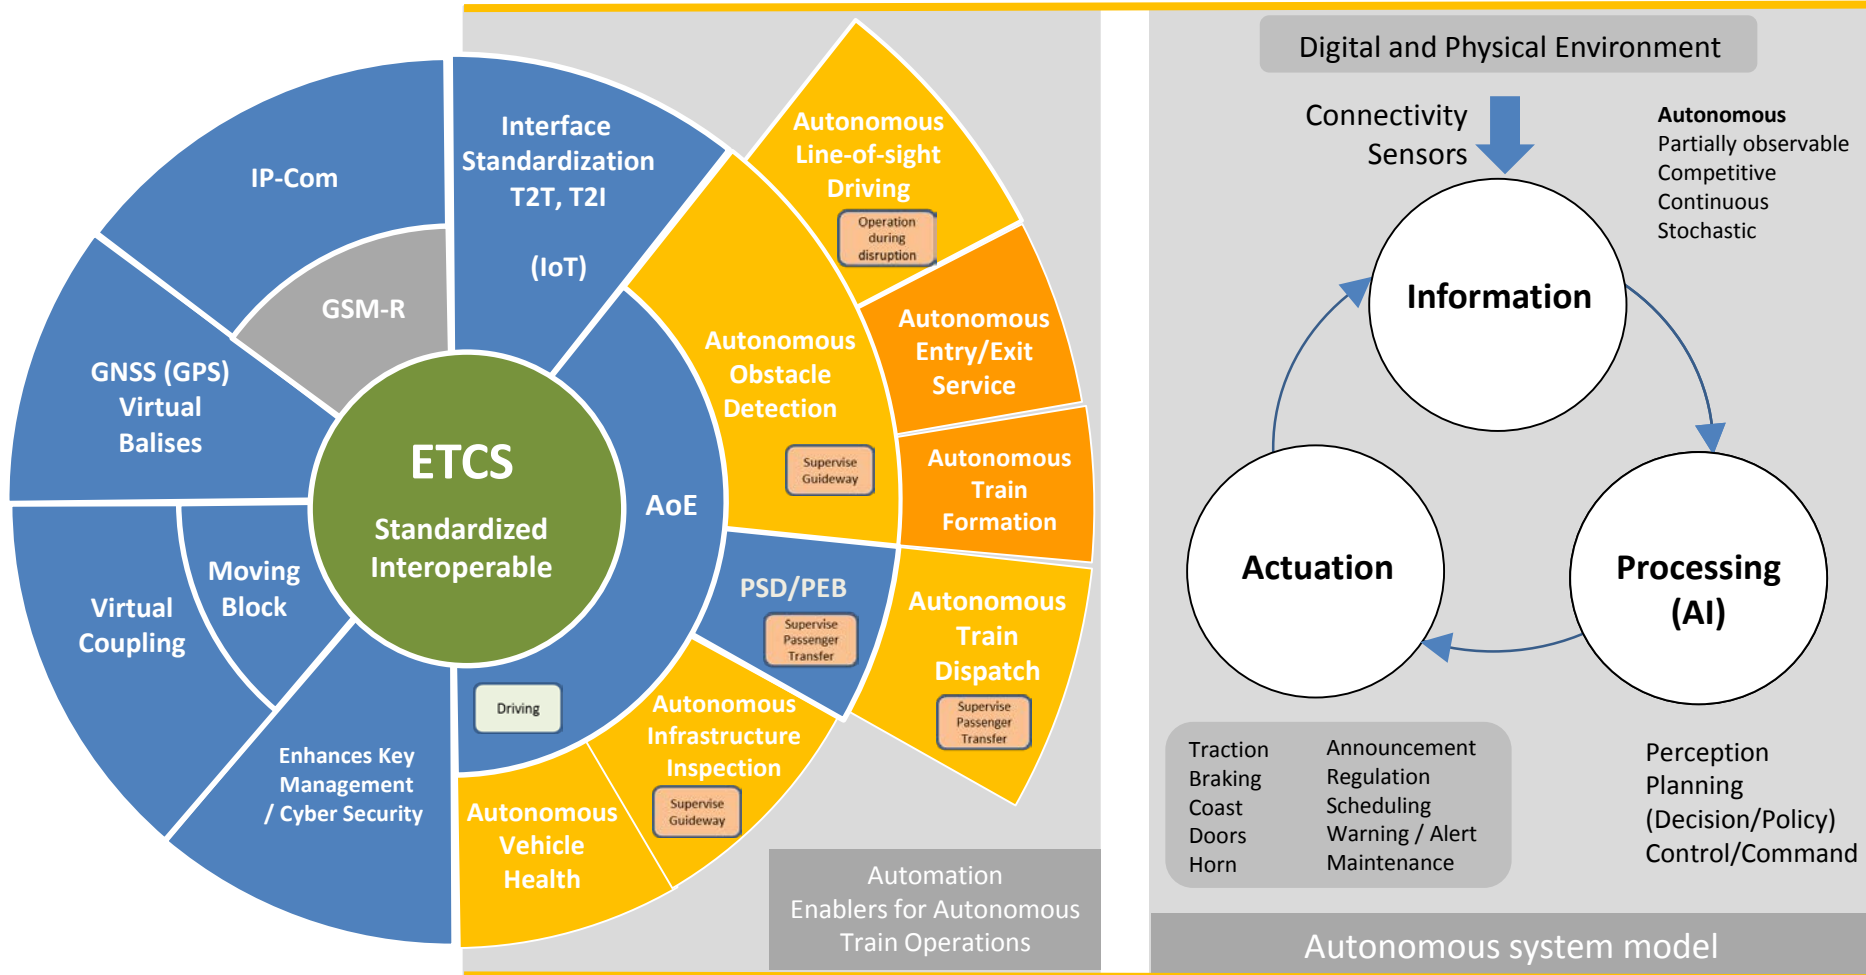 IP-Com
GSM-R
GNSS (GPS)
Virtual
Balises
Virtual
Coupling
Moving
Block
Enhances Key
Management
/ Cyber Security
ETCS
Standardized
Interoperable
Interface
Standardization
T2T, T2I
(IoT)
AoE
Driving
Autonomous
Line-of-sight
Driving
Operation
during
disruption
Autonomous
Obstacle
Detection
Supervise
Guideway
Autonomous
Entry/Exit
Service
Autonomous
Train
Formation
PSD/PEB
Supervise
Passenger
Transfer
Autonomous
Train
Dispatch
Supervise
Passenger
Transfer
Autonomous
Infrastructure
Inspection
Supervise
Guideway
Autonomous
Vehicle
Health
Automation
Enablers for Autonomous
Train Operations
Digital and Physical Environment
Connectivity
Sensors
Autonomous
Partially observable
Competitive
Continuous
Stochastic
Information
Actuation
Processing
(AI)
Traction
Braking
Coast
Doors
Horn
Announcement
Regulation
Scheduling
Warning / Alert
Maintenance
Perception
Planning
(Decision/Policy)
Control/Command
Autonomous system model